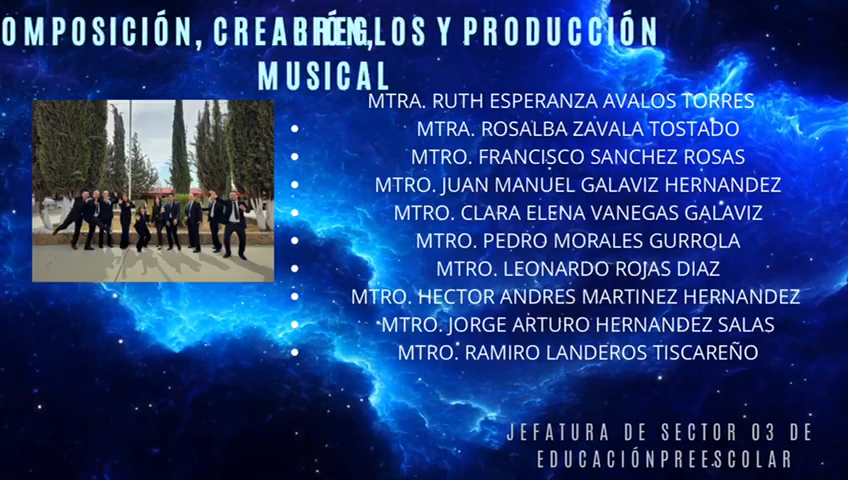 OMPOSICIÓN, CREACIÓN, ARREGLOS Y PRODUCCIÓN
MUSICAL
MTRA. RUTH ESPERANZA AVALOS TORRES
MTRA. ROSALBA ZAVALA TOSTADO
MTRO. FRANCISCO SANCHEZ ROSAS
MTRO. JUAN MANUEL GALAVIZ HERNANDEZ
MTRO. CLARA ELENA VANEGAS GALAVIZ
MTRO. PEDRO MORALES GURROLA
MTRO. LEONARDO ROJAS DIAZ
MTRO. HECTOR ANDRES MARTINEZ HERNANDEZ
MTRO. JORGE ARTURO HERNANDEZ SALAS
MTRO. RAMIRO LANDEROS TISCAREÑO
JEFATURA DE SECTOR 03 DE
EDUCACIÓNPREESCOLAR